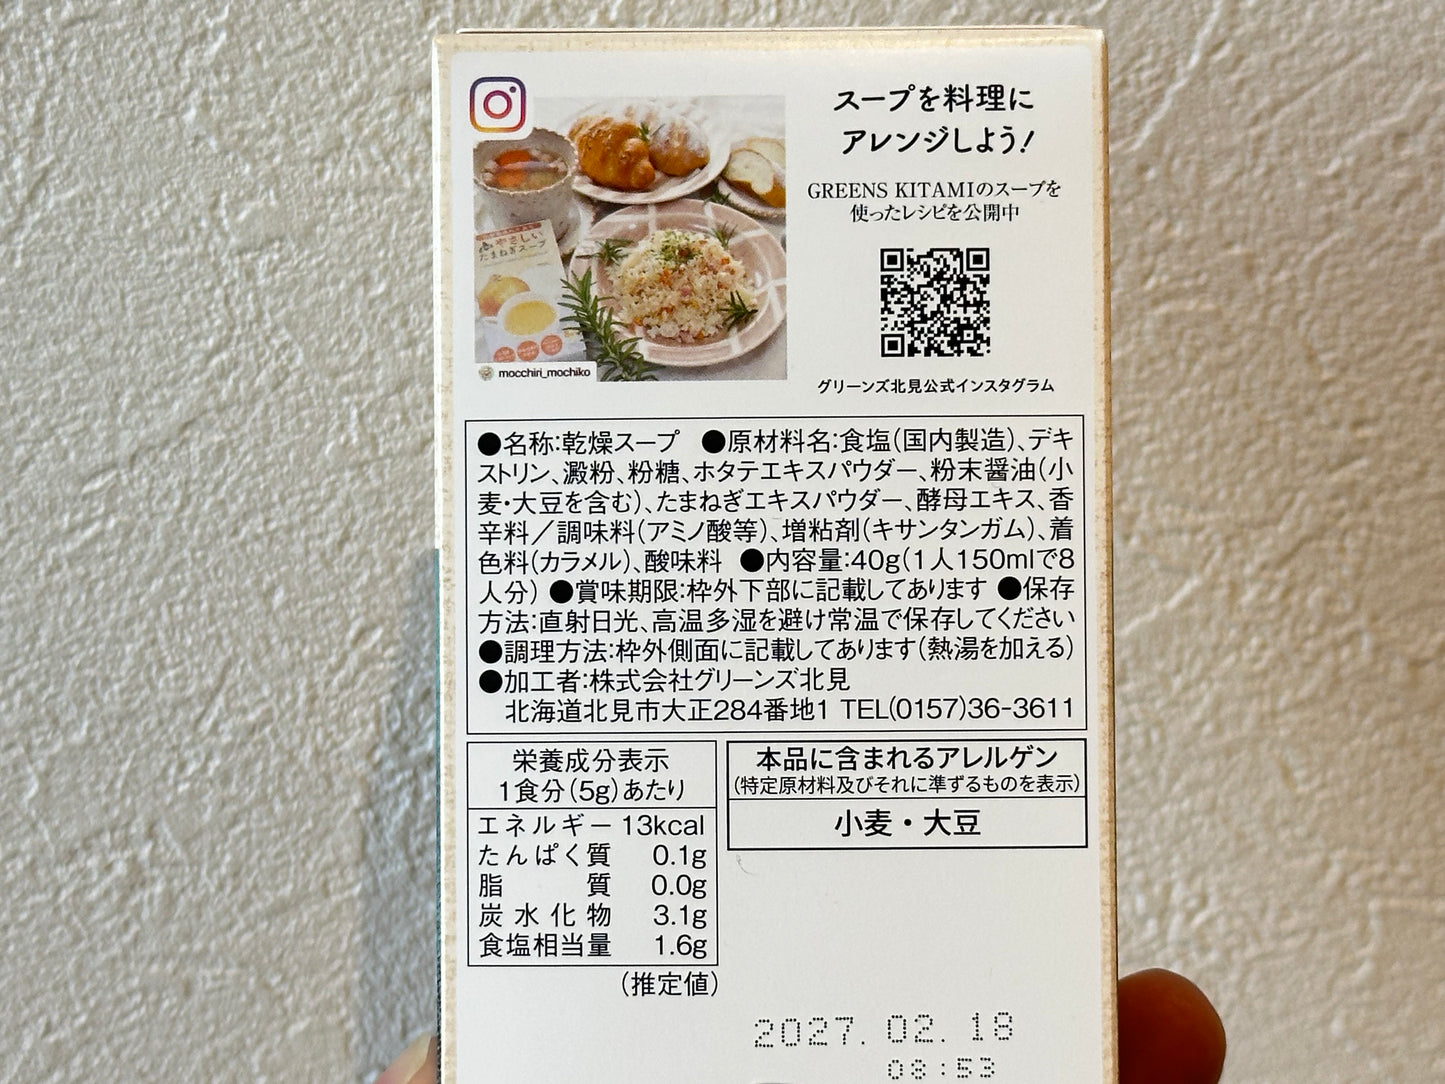 スープを料理に
アレンジしよう!
GREENS KITAMIのスープを
使ったレシピを公開中
グリーンズ北見公式インスタグラム
やさしい
たまねぎスープ
mocchiri_mochiko
●名称:乾燥スープ ●原材料名:食塩(国内製造)、デキ
ストリン、澱粉、粉糖、ホタテエキスパウダー、粉末醤油(小
麦・大豆を含む)、たまねぎエキスパウダー、酵母エキス、香
辛料/調味料(アミノ酸等)、増粘剤(キサンタンガム)、着
色料(カラメル)、酸味料 ●内容量:40g(1人150mlで8
人分) ●賞味期限:枠外下部に記載してあります ●保存
方法:直射日光、高温多湿を避け常温で保存してください
●調理方法:枠外側面に記載してあります(熱湯を加える)
●加工者:株式会社グリーンズ北見
北海道北見市大正284番地1 TEL(0157)36-3611
栄養成分表示
1食分(5g)あたり
エネルギー 13kcal
たんぱく質 0.1g
脂質 0.0g
炭水化物 3.1g
食塩相当量 1.6g
(推定値)
本品に含まれるアレルゲン
(特定原材料及びそれに準ずるものを表示)
小麦・大豆
2027.02.18
08:53